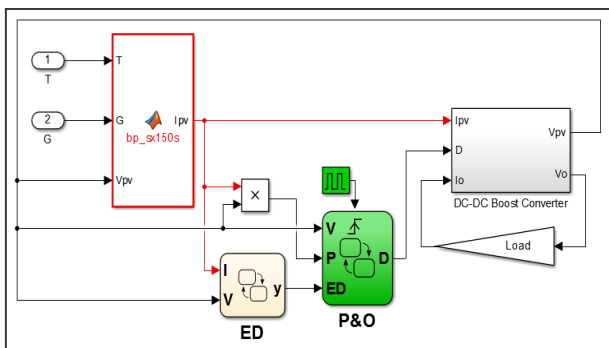 1
T
T
2
G
G
Ipv
bp_sx150s
Vpv
×
V
P
D
ED
P&O
I
V
y
ED
Ipv
D
Io
Vpv
Vo
DC-DC Boost Converter
Load